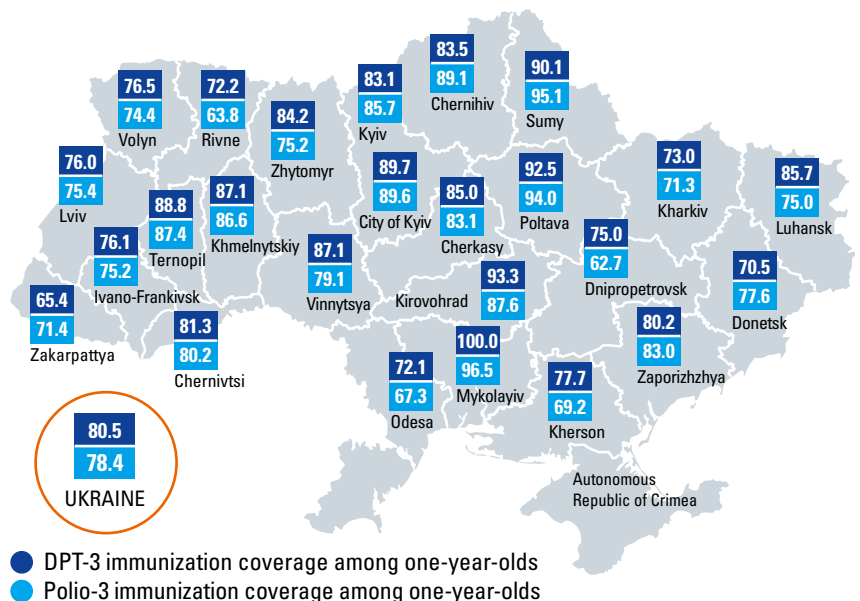 83.5
89.1
Chernihiv
90.1
95.1
Sumy
76.5
74.4
Volyn
72.2
63.8
Rivne
83.1
85.7
Kyiv
84.2
75.2
Zhytomyr
76.0
75.4
Lviv
88.8
87.4
Ternopil
87.1
86.6
Khmelnytskiy
89.7
89.6
City of Kyiv
85.0
83.1
Cherkasy
92.5
94.0
Poltava
73.0
71.3
Kharkiv
85.7
75.0
Luhansk
76.1
75.2
Ivano-Frankivsk
87.1
79.1
Vinnytsya
93.3
87.6
Kirovohrad
75.0
62.7
Dnipropetrovsk
70.5
77.6
Donetsk
65.4
71.4
Zakarpattya
81.3
80.2
Chernivtsi
72.1
67.3
Odesa
100.0
96.5
Mykolayiv
77.7
69.2
Kherson
80.2
83.0
Zaporizhzhya
80.5
78.4
UKRAINE
Autonomous
Republic of Crimea
DPT-3 immunization coverage among one-year-olds
Polio-3 immunization coverage among one-year-olds